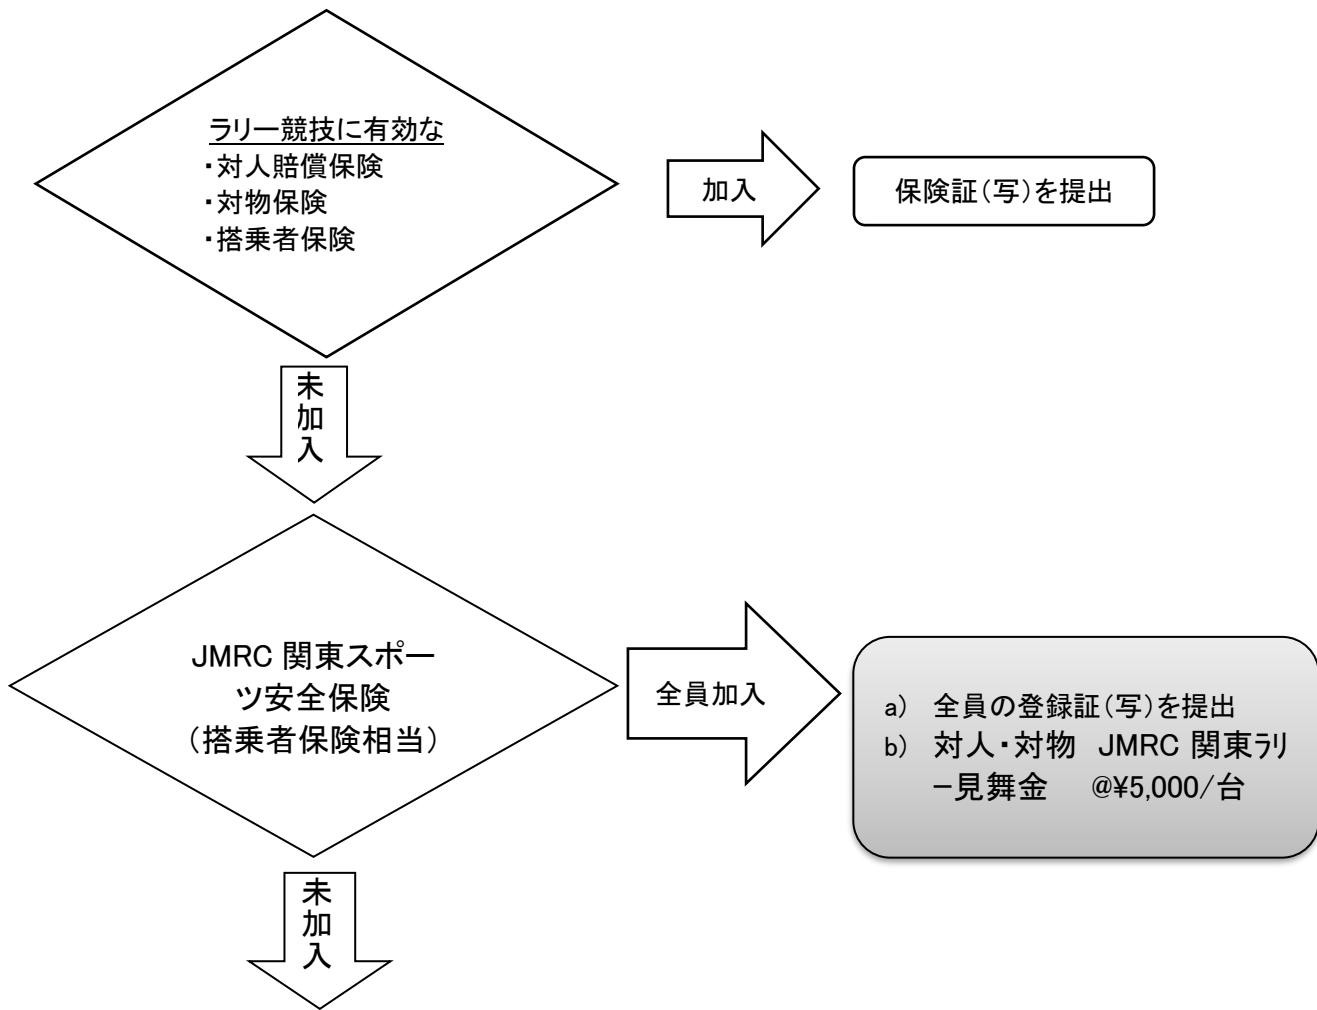 ラリー競技に有効な
・対人賠償保険
・対物保険
・搭乗者保険
加入
保険証(写)を提出
未
加
入
JMRC 関東スポー
ツ安全保険
(搭乗者保険相当)
全員加入
a) 全員の登録証(写)を提出
b) 対人・対物 JMRC 関東ラリ
ー見舞金 @¥5,000/台
未
加
入